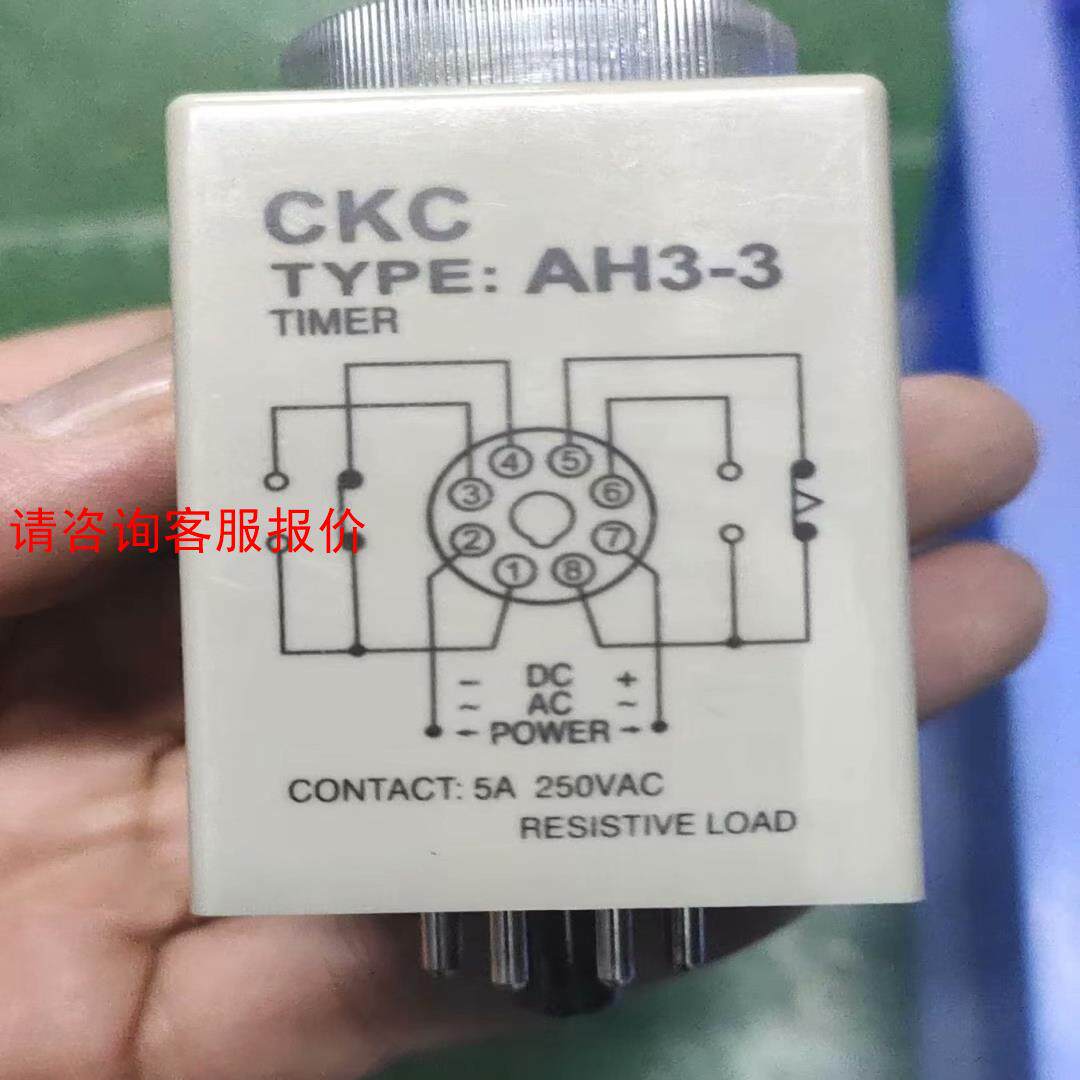 CKC
TYPE: AH3-3
TIMER
4 5
3 6
请咨询客服报价
2 7
1 8
- DC +
~ AC ~
POWER
CONTACT: 5A 250VAC
RESISTIVE LOAD